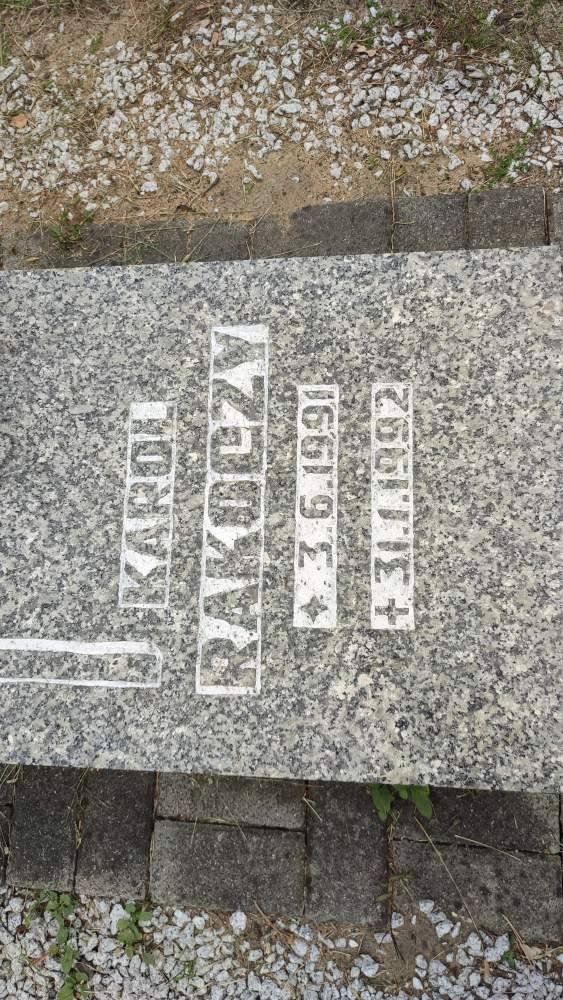 KAROL
RAKOCZY
✧ 3.6.1991
✝ 31.1.1992